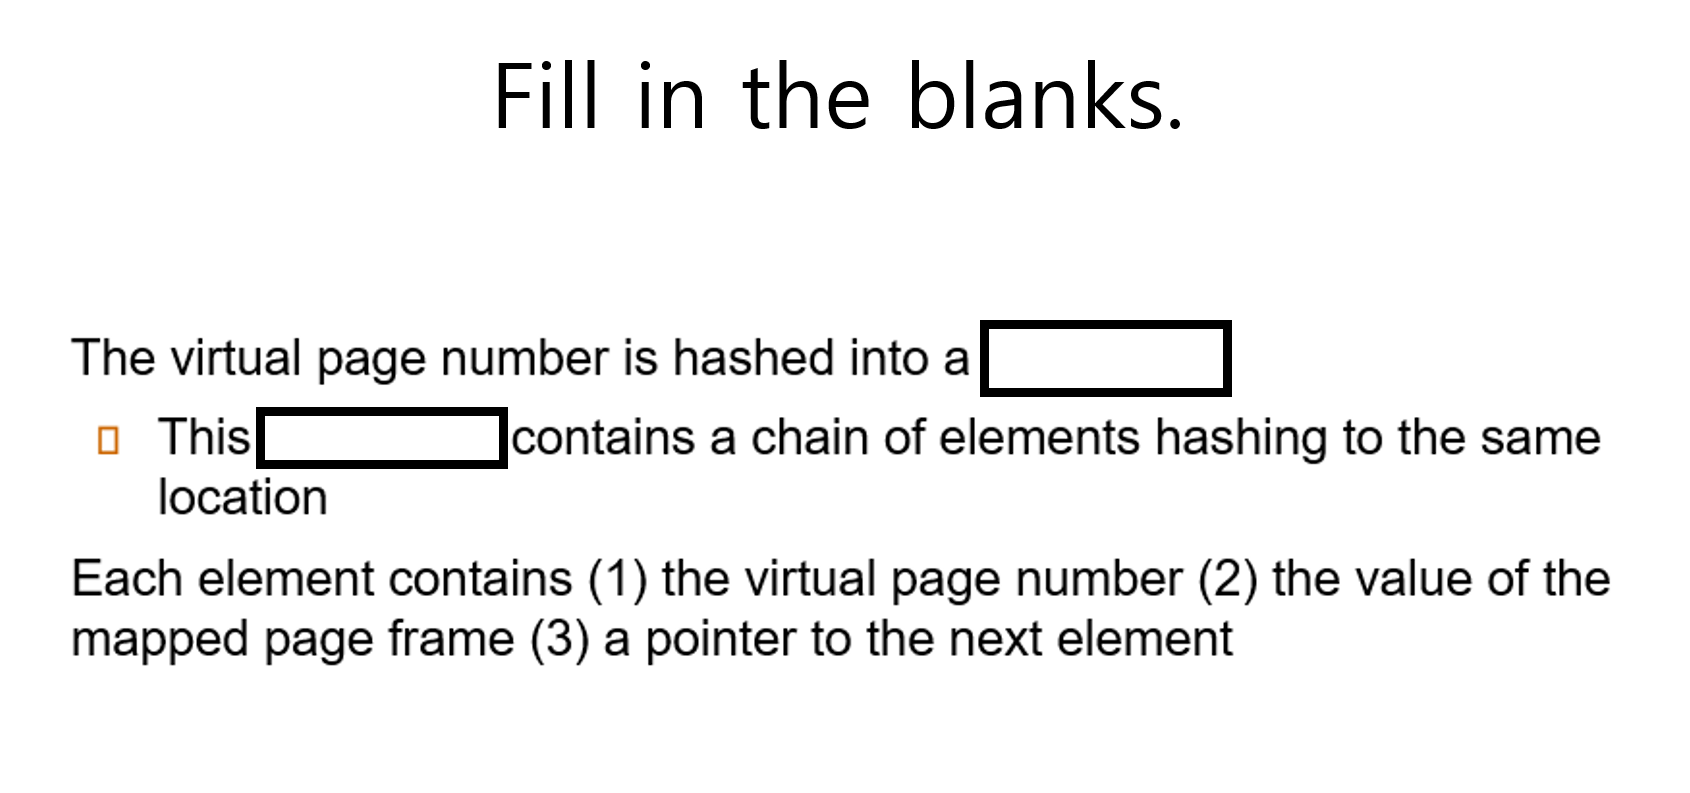 Fill in the blanks.
The virtual page number is hashed into a
This contains a chain of elements hashing to the same
location
Each element contains (1) the virtual page number (2) the value of the
mapped page frame (3) a pointer to the next element